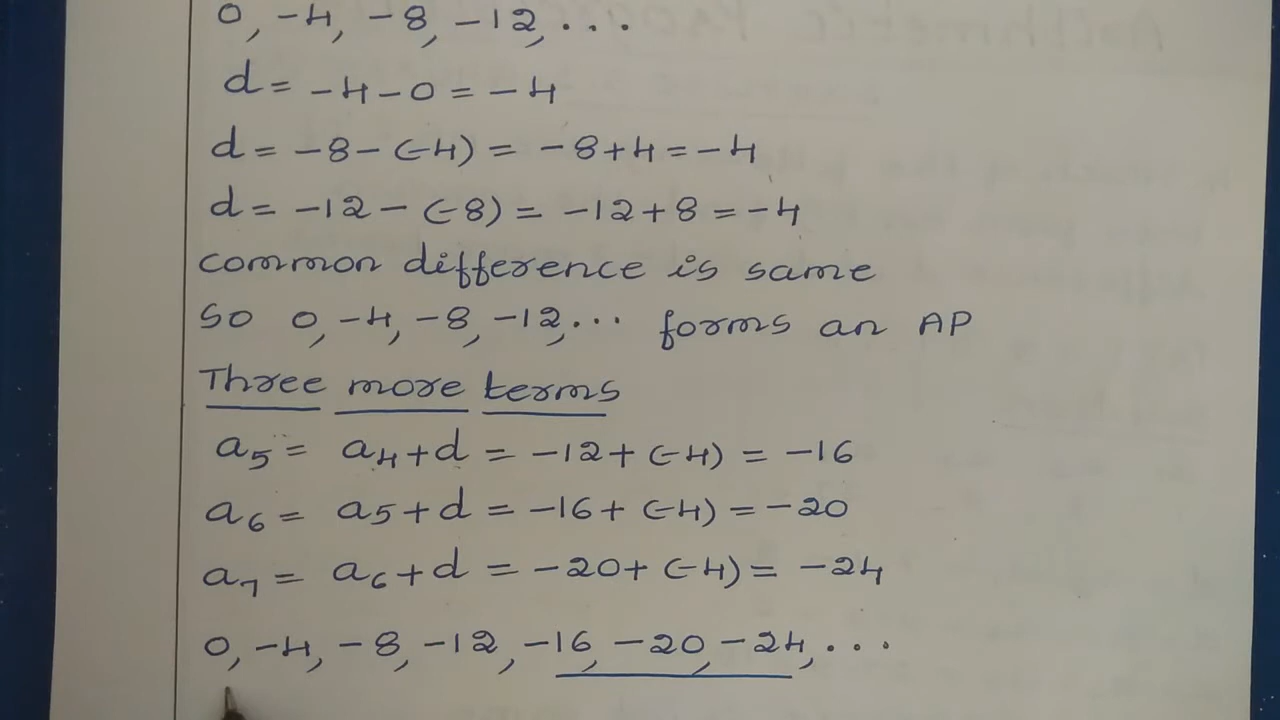 0, -4, -8, -12, ...
d = -4 - 0 = -4
d = -8 - (-4) = -8 + 4 = -4
d = -12 - (-8) = -12 + 8 = -4
common difference is same
so 0, -4, -8, -12, ... forms an AP
Three more terms
a₅ = a₄ + d = -12 + (-4) = -16
a₆ = a₅ + d = -16 + (-4) = -20
a₇ = a₆ + d = -20 + (-4) = -24
0, -4, -8, -12, -16, -20, -24, ...